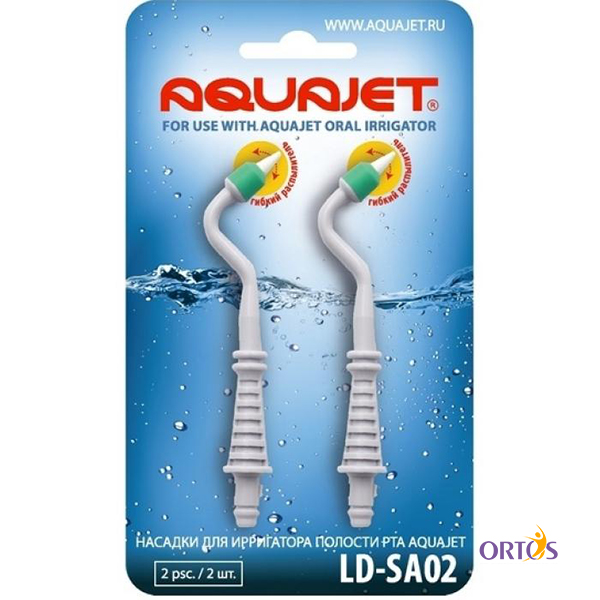 WWW.AQUAJET.RU
AQUAJET®
FOR USE WITH AQUAJET ORAL IRRIGATOR
гибкий распылитель
гибкий распылитель
НАСАДКИ ДЛЯ ИРРИГАТОРА ПОЛОСТИ РТА AQUAJET
2 psc. / 2 шт.
LD-SA02
ORTOS